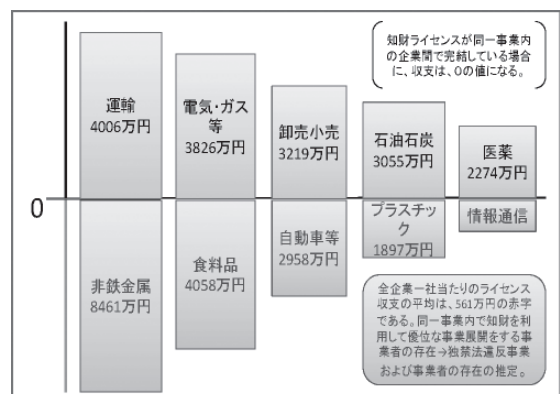 知財ライセンスが同一事業内
の企業間で完結している場合
に、収支は、0の値になる。
運輸
4006万円
電気・ガス
等
3826万円
卸売小売
3219万円
石油石炭
3055万円
医薬
2274万円
0
非鉄金属
8461万円
食料品
4058万円
自動車等
2958万円
プラスチッ
ク
1897万円
情報通信
全企業一社当たりのライセンス
収支の平均は、561万円の赤字
である。同一事業内で知財を利
用して優位な事業展開をする事
業者の存在→独禁法違反事業
および事業者の存在の推定。